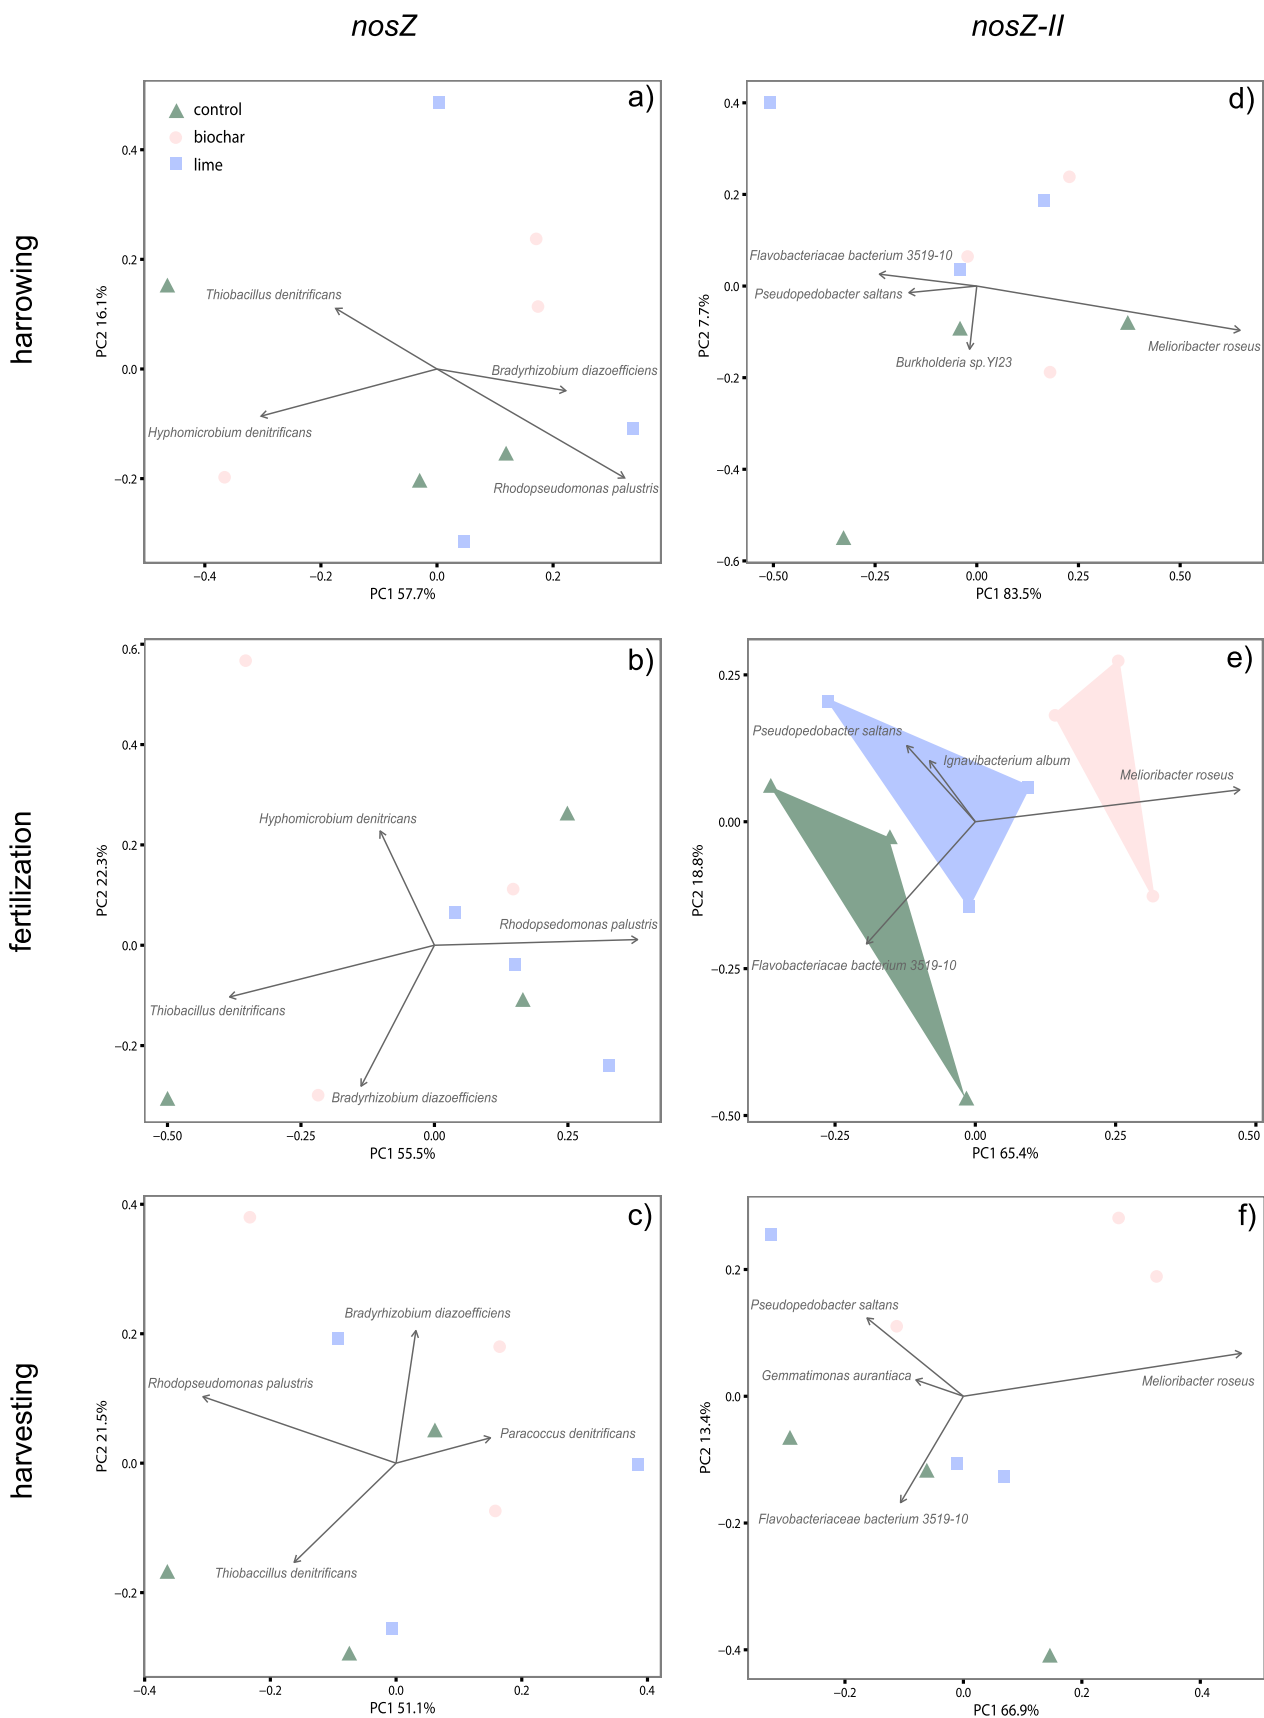 nosZ
nosZ-II
harrowing
a)
control
biochar
lime
0.4
0.2
0.0
−0.2
PC2 16.1%
Thiobacillus denitrificans
Bradyrhizobium diazoefficiens
Hyphomicrobium denitrificans
Rhodopseudomonas palustris
−0.4
−0.2
0.0
0.2
PC1 57.7%
d)
0.4
0.2
0.0
−0.2
−0.4
−0.6
PC2 7.7%
Flavobacteriacae bacterium 3519-10
Pseudopedobacter saltans
Burkholderia sp.YI23
Melioribacter roseus
−0.50
−0.25
0.00
0.25
0.50
PC1 83.5%
fertilization
b)
0.6.
0.4
0.2
0.0
−0.2
PC2 22.3%
Hyphomicrobium denitricans
Rhodopsedomonas palustris
Thiobacillus denitrificans
Bradyrhizobium diazoefficiens
−0.50
−0.25
0.00
0.25
PC1 55.5%
e)
0.25
0.00
−0.25
−0.50
PC2 18.8%
Pseudopedobacter saltans
Ignavibacterium album
Melioribacter roseus
Flavobacteriacae bacterium 3519-10
−0.25
0.00
0.25
0.50
PC1 65.4%
harvesting
c)
0.4
0.2
0.0
−0.2
PC2 21.5%
Bradyrhizobium diazoefficiens
Rhodopseudomonas palustris
Paracoccus denitrificans
Thiobaccillus denitrificans
−0.4
−0.2
0.0
0.2
0.4
PC1 51.1%
f)
0.2
0.0
−0.2
−0.4
PC2 13.4%
Pseudopedobacter saltans
Gemmatimonas aurantiaca
Melioribacter roseus
Flavobacteriaceae bacterium 3519-10
−0.2
0.0
0.2
0.4
PC1 66.9%